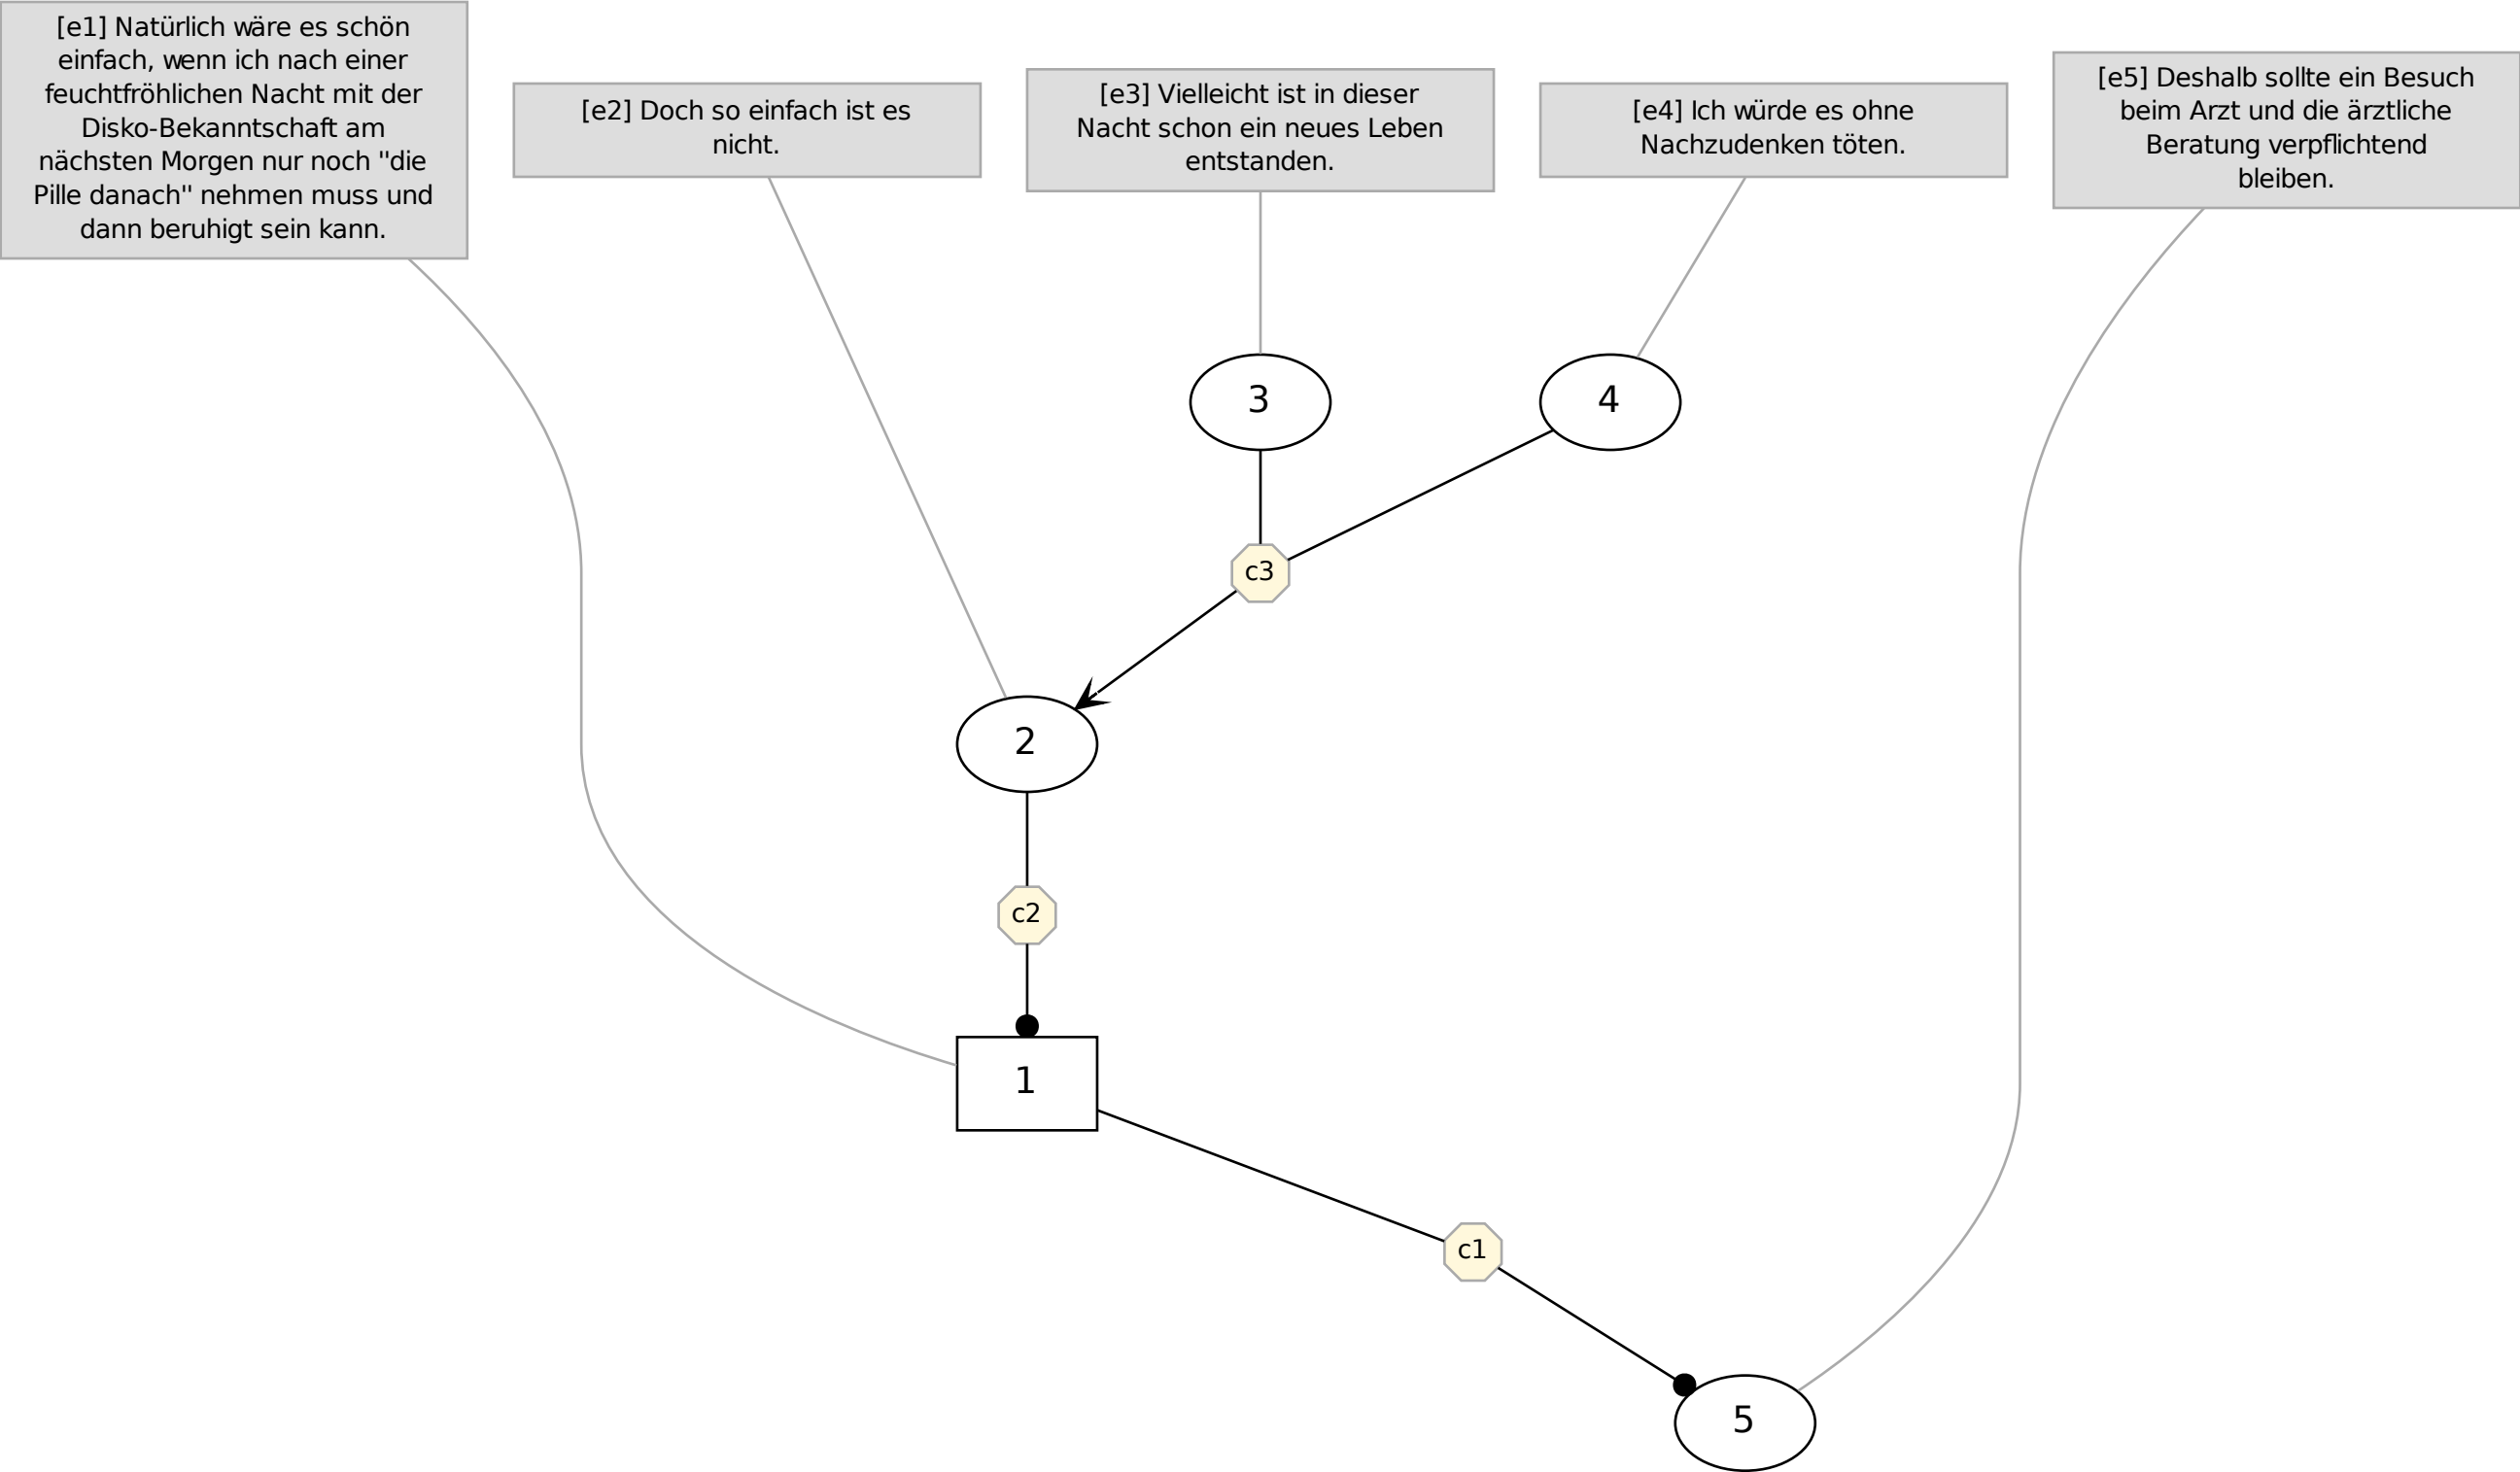 [e1] Natürlich wäre es schön
einfach, wenn ich nach einer
feuchtfröhlichen Nacht mit der
Disko-Bekanntschaft am
nächsten Morgen nur noch "die
Pille danach" nehmen muss und
dann beruhigt sein kann.
[e2] Doch so einfach ist es
nicht.
[e3] Vielleicht ist in dieser
Nacht schon ein neues Leben
entstanden.
[e4] Ich würde es ohne
Nachzudenken töten.
[e5] Deshalb sollte ein Besuch
beim Arzt und die ärztliche
Beratung verpflichtend
bleiben.
3
4
c3
2
c2
1
c1
5